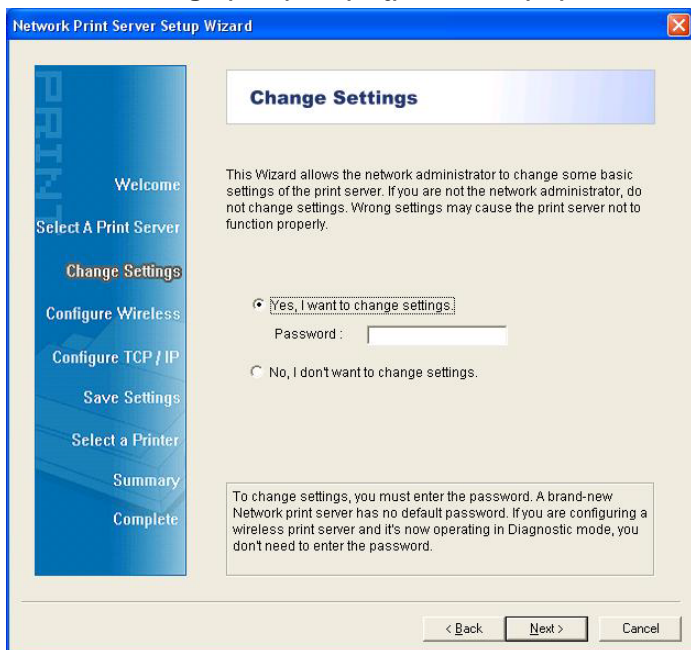 Network Print Server Setup Wizard
PRINT
Change Settings
Welcome
Select A Print Server
Change Settings
Configure Wireless
Configure TCP / IP
Save Settings
Select a Printer
Summary
Complete
This Wizard allows the network administrator to change some basic
settings of the print server. If you are not the network administrator, do
not change settings. Wrong settings may cause the print server not to
function properly.
Yes, I want to change settings.
Password :
No, I don't want to change settings.
To change settings, you must enter the password. A brand-new
Network print server has no default password. If you are configuring a
wireless print server and it's now operating in Diagnostic mode, you
don't need to enter the password.
< Back
Next >
Cancel